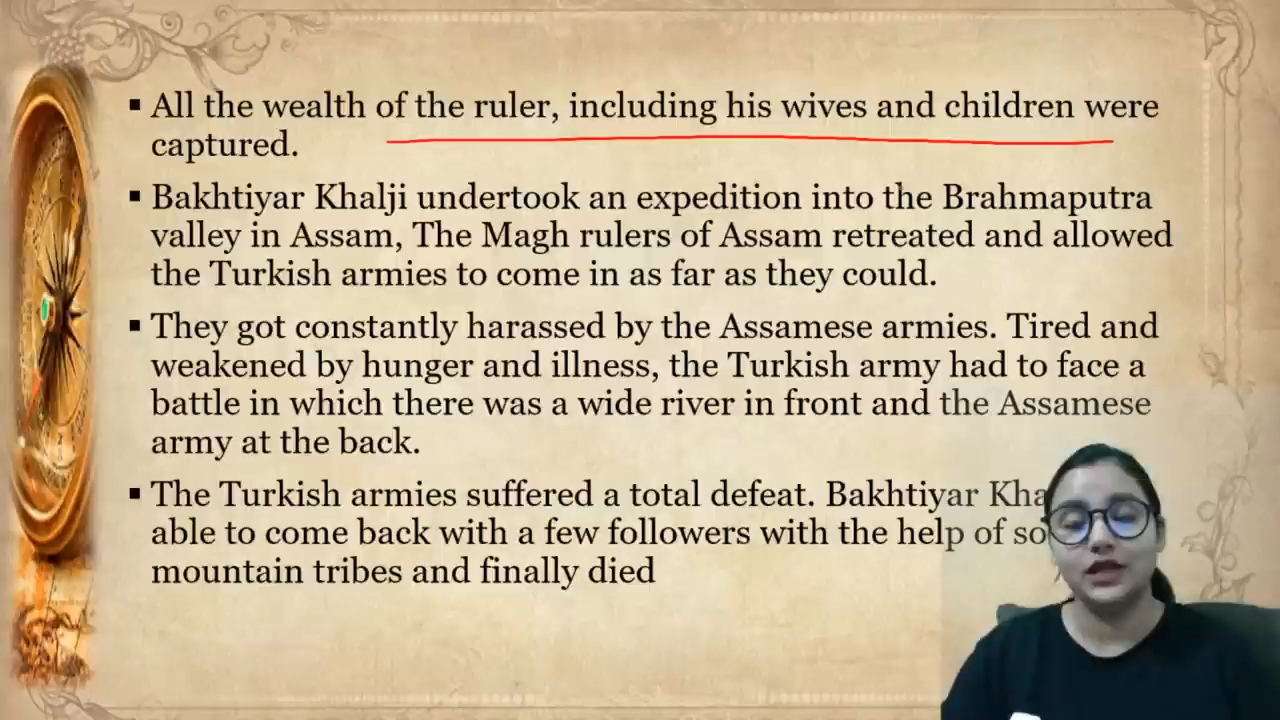 ▪ All the wealth of the ruler, including his wives and children were
captured.
▪ Bakhtiyar Khalji undertook an expedition into the Brahmaputra
valley in Assam, The Magh rulers of Assam retreated and allowed
the Turkish armies to come in as far as they could.
▪ They got constantly harassed by the Assamese armies. Tired and
weakened by hunger and illness, the Turkish army had to face a
battle in which there was a wide river in front and the Assamese
army at the back.
▪ The Turkish armies suffered a total defeat. Bakhtiyar
able to come back with a few followers with the help of
mountain tribes and finally died